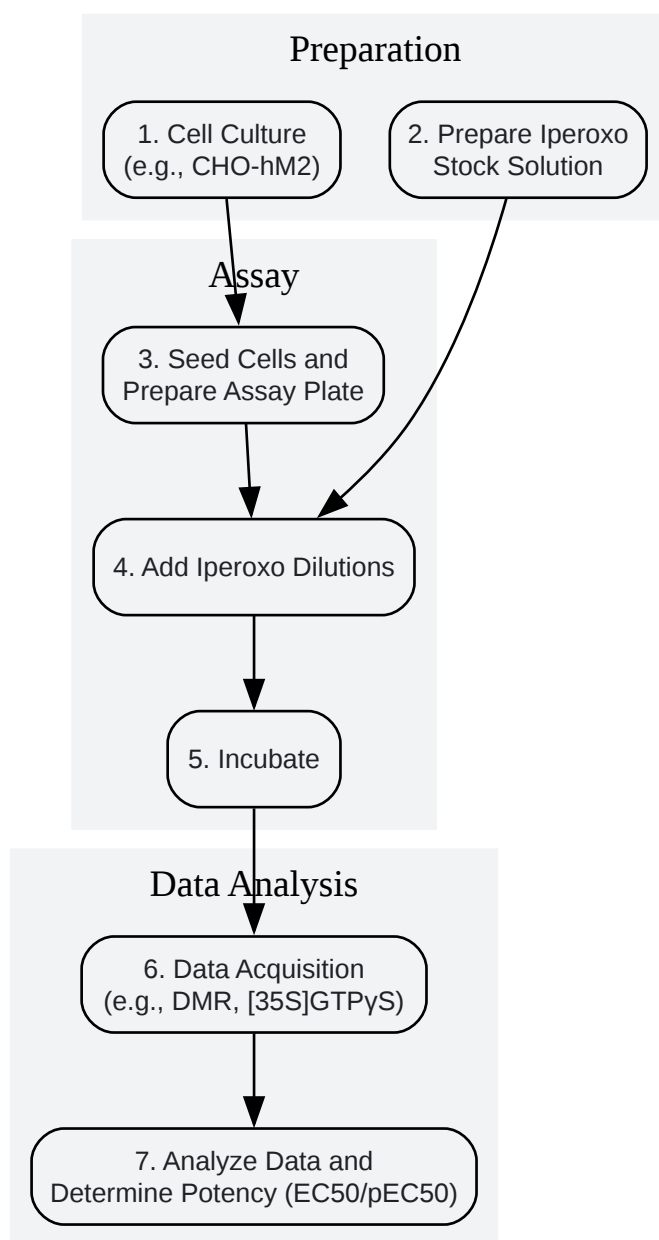 Preparation
1. Cell Culture
(e.g., CHO-hM2)
2. Prepare Iperoxo
Stock Solution
Assay
3. Seed Cells and
Prepare Assay Plate
4. Add Iperoxo Dilutions
5. Incubate
Data Analysis
6. Data Acquisition
(e.g., DMR, [35S]GTPγS)
7. Analyze Data and
Determine Potency (EC50/pEC50)